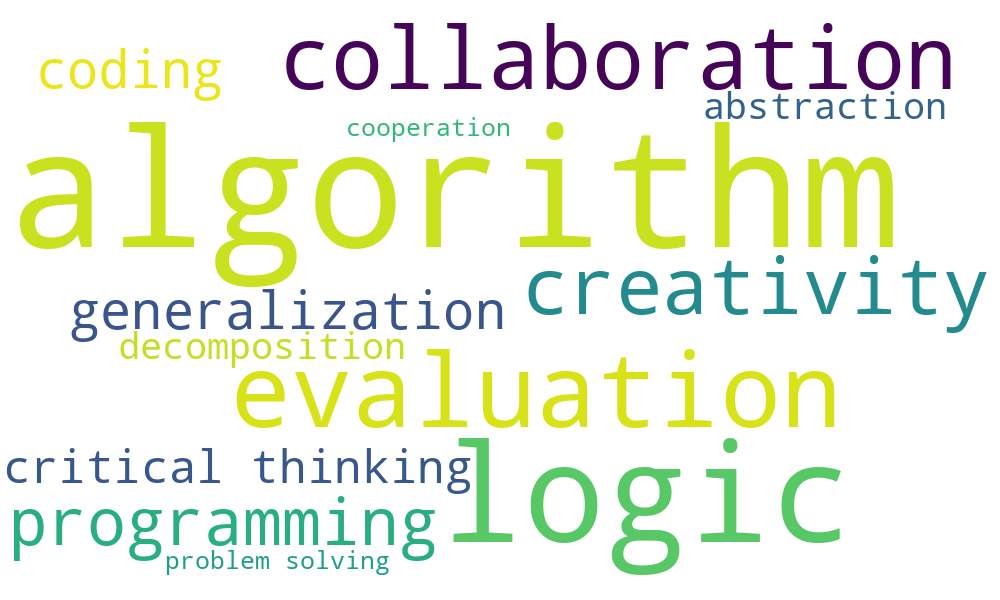 coding
collaboration
abstraction
cooperation
algorithm
creativity
generalization
decomposition
evaluation
critical thinking
logic
programming
problem solving